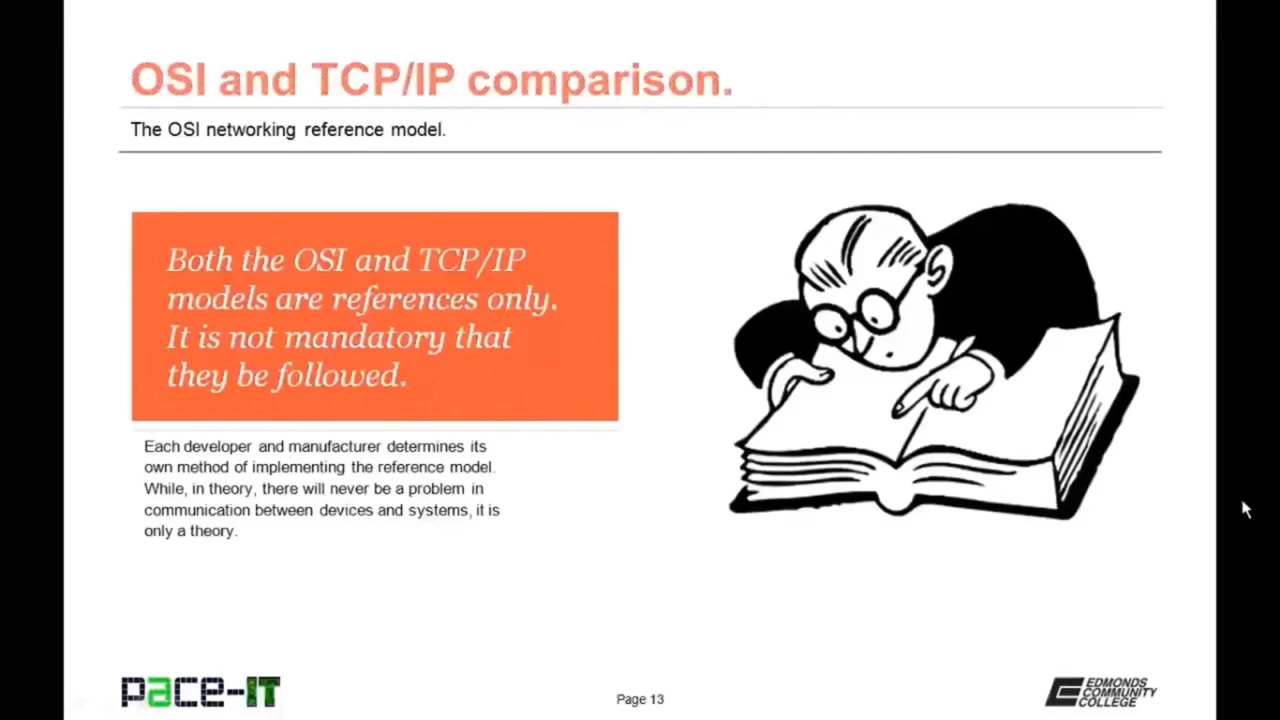 OSI and TCP/IP comparison.
The OSI networking reference model.
Both the OSI and TCP/IP
models are references only.
It is not mandatory that
they be followed.
Each developer and manufacturer determines its
own method of implementing the reference model.
While, in theory, there will never be a problem in
communication between devices and systems, it is
only a theory.
pace-IT
Page 13
EDMONDS
COMMUNITY
COLLEGE